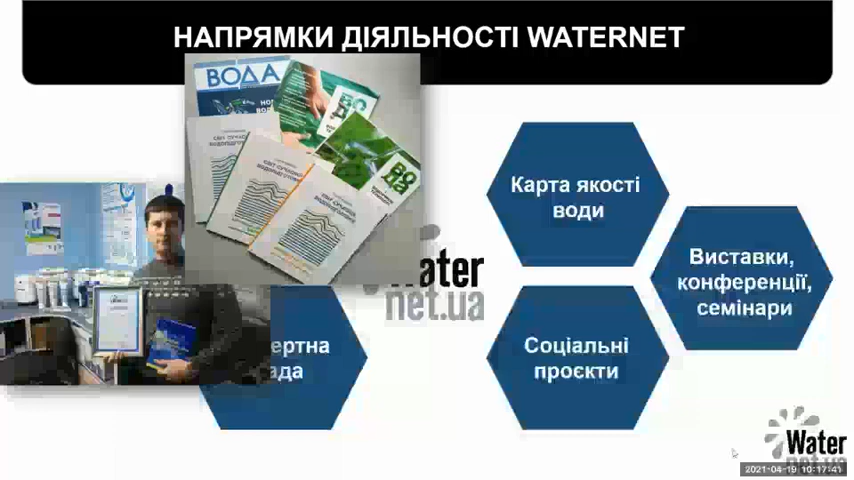 НАПРЯМКИ ДІЯЛЬНОСТІ WATERNET
ВОДА
Карта якості
води
Виставки,
конференції,
семінари
ater
net.ua
ертна
ада
Соціальні
проєкти
Water
2021-04-19 10:17:41